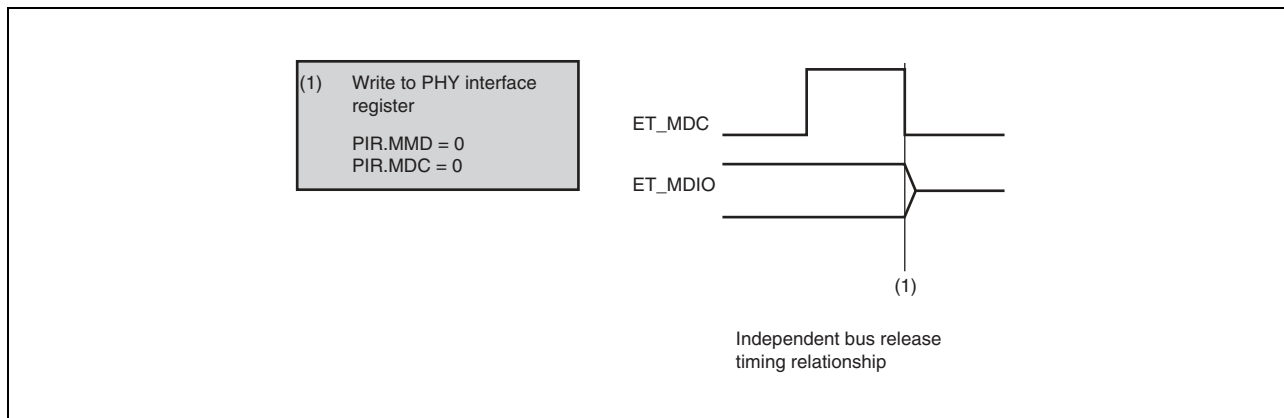 (1) Write to PHY interface
register
PIR.MMD = 0
PIR.MDC = 0
ET_MDC
ET_MDIO
(1)
Independent bus release
timing relationship